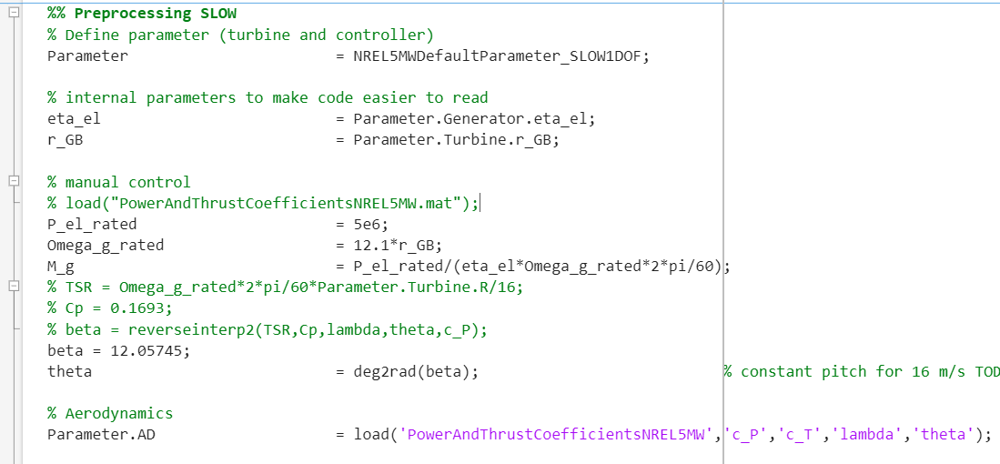 %% Preprocessing SLOW
% Define parameter (turbine and controller)
Parameter = NREL5MWDefaultParameter_SLOW1DOF;
% internal parameters to make code easier to read
eta_el = Parameter.Generator.eta_el;
r_GB = Parameter.Turbine.r_GB;
% manual control
% load("PowerAndThrustCoefficientsNREL5MW.mat");
P_el_rated = 5e6;
Omega_g_rated = 12.1*r_GB;
M_g = P_el_rated/(eta_el*Omega_g_rated*2*pi/60);
% TSR = Omega_g_rated*2*pi/60*Parameter.Turbine.R/16;
% Cp = 0.1693;
% beta = reverseinterp2(TSR,Cp,lambda,theta,c_P);
beta = 12.05745;
theta = deg2rad(beta); % constant pitch for 16 m/s TOD
% Aerodynamics
Parameter.AD = load('PowerAndThrustCoefficientsNREL5MW','c_P','c_T','lambda','theta');